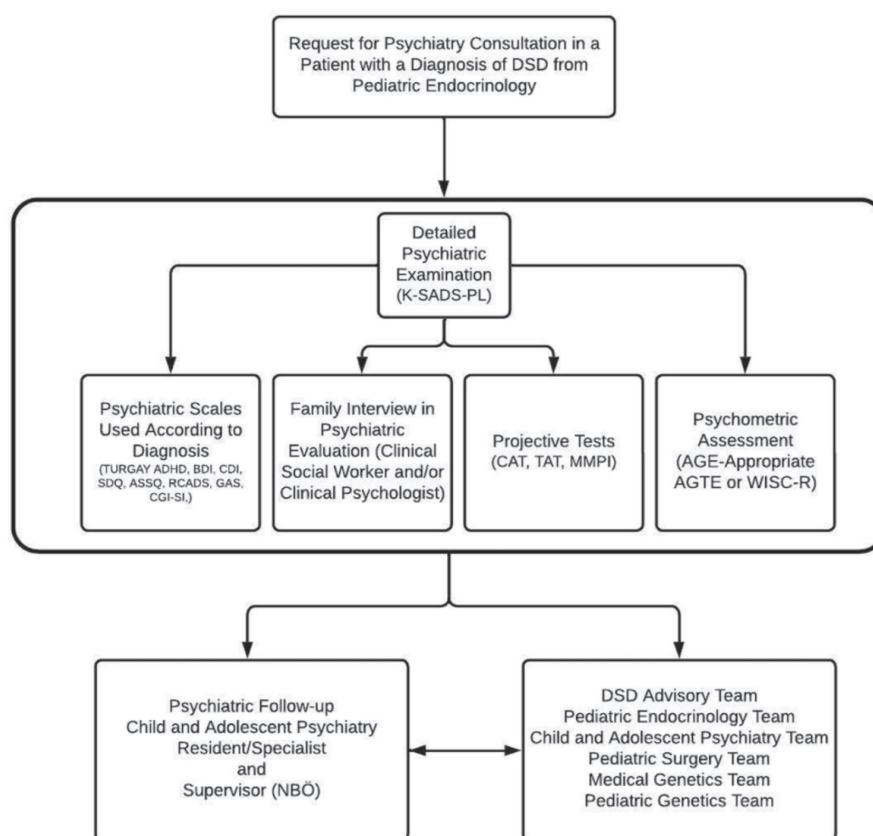 Request for Psychiatry Consultation in a
Patient with a Diagnosis of DSD from
Pediatric Endocrinology
Detailed
Psychiatric
Examination
(K-SADS-PL)
Psychiatric Scales
Used According to
Diagnosis
(TURGAY ADHD, BDI, CDI,
SDQ, ASSQ, RCADS, GAS,
CGI-SI,)
Family Interview in
Psychiatric
Evaluation (Clinical
Social Worker and/or
Clinical Psychologist)
Projective Tests
(CAT, TAT, MMPI)
Psychometric
Assessment
(AGE-Appropriate
AGTE or WISC-R)
Psychiatric Follow-up
Child and Adolescent Psychiatry
Resident/Specialist
and
Supervisor (NBÖ)
DSD Advisory Team
Pediatric Endocrinology Team
Child and Adolescent Psychiatry Team
Pediatric Surgery Team
Medical Genetics Team
Pediatric Genetics Team